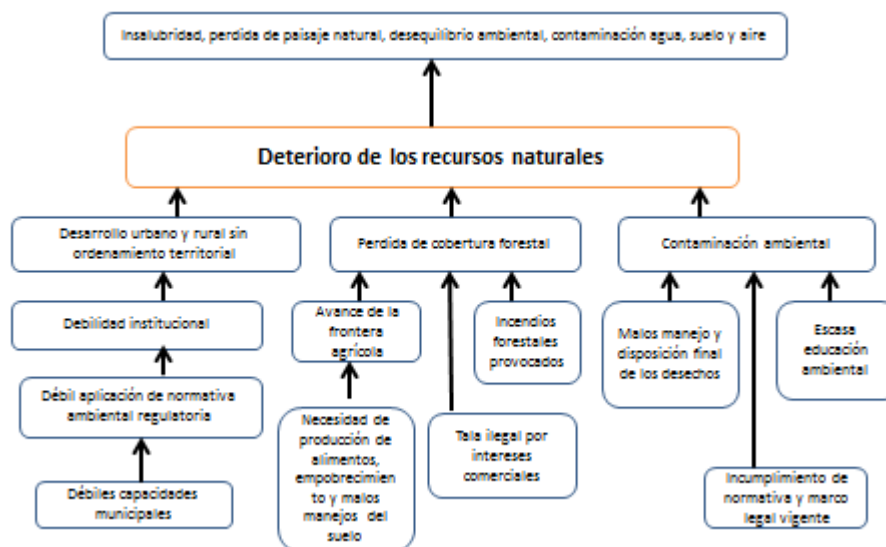 Insalubridad, perdida de paisaje natural, desequilibrio ambiental, contaminación agua, suelo y aire
Deterioro de los recursos naturales
Desarrollo urbano y rural sin
ordenamiento territorial
Perdida de cobertura forestal
Contaminación ambiental
Debilidad institucional
Avance de la
frontera
agrícola
Incendios
forestales
provocados
Malos manejo y
disposición final
de los desechos
Escasa
educación
ambiental
Débil aplicación de normativa
ambiental regulatoria
Necesidad de
producción de
alimentos,
empobrecimien
to y malos
manejos del
suelo
Tala ilegal por
intereses
comerciales
Débiles capacidades
municipales
Incumplimiento de
normativa y marco
legal vigente